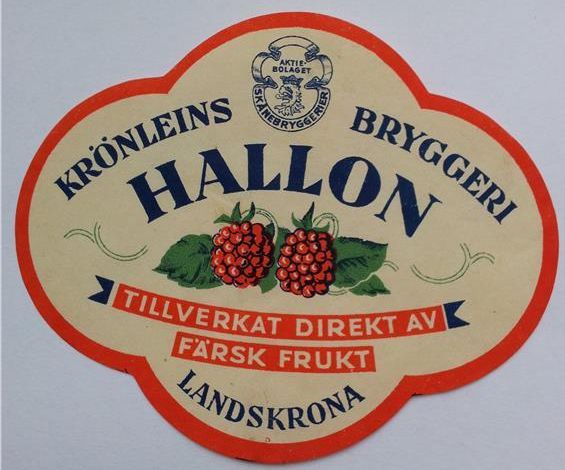 AKTIE-
BOLAGET
SKÅNEBRYGGERIER
KRÖNLEINS BRYGGERI
HALLON
TILLVERKAT DIREKT AV
FÄRSK FRUKT
LANDSKRONA